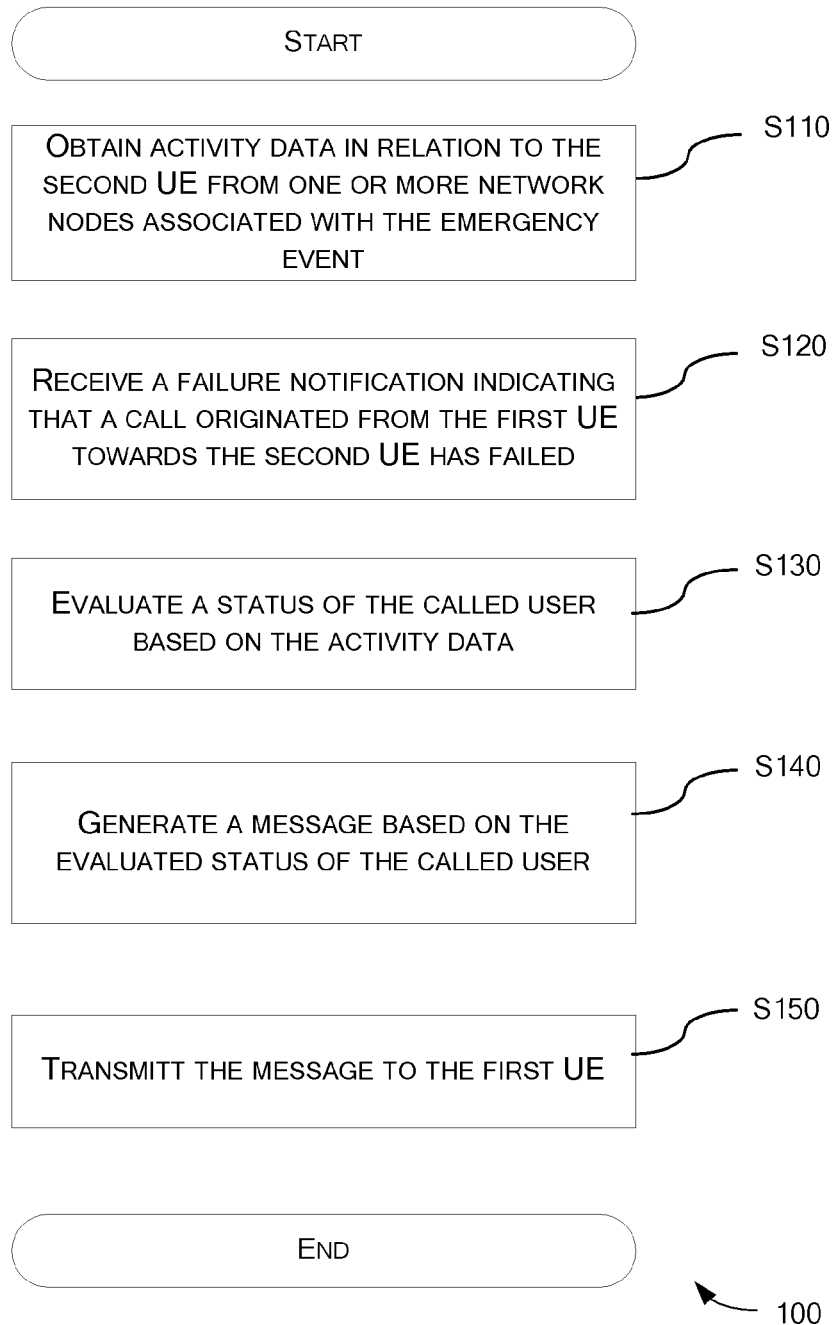 START
OBTAIN ACTIVITY DATA IN RELATION TO THE
SECOND UE FROM ONE OR MORE NETWORK
NODES ASSOCIATED WITH THE EMERGENCY
EVENT
S110
RECEIVE A FAILURE NOTIFICATION INDICATING
THAT A CALL ORIGINATED FROM THE FIRST UE
TOWARDS THE SECOND UE HAS FAILED
S120
EVALUATE A STATUS OF THE CALLED USER
BASED ON THE ACTIVITY DATA
S130
GENERATE A MESSAGE BASED ON THE
EVALUATED STATUS OF THE CALLED USER
S140
TRANSMITT THE MESSAGE TO THE FIRST UE
S150
END
100